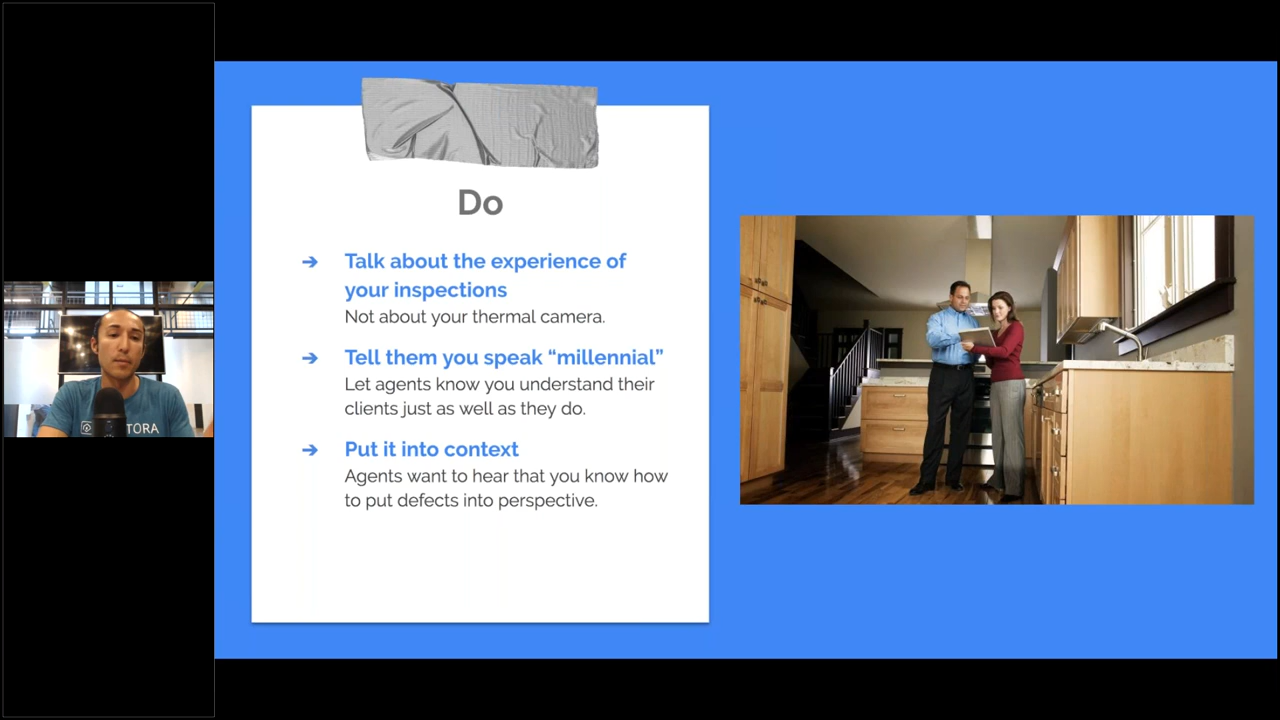 Do
➔ Talk about the experience of
your inspections
Not about your thermal camera.
➔ Tell them you speak “millennial”
Let agents know you understand their
clients just as well as they do.
➔ Put it into context
Agents want to hear that you know how
to put defects into perspective.
TORA